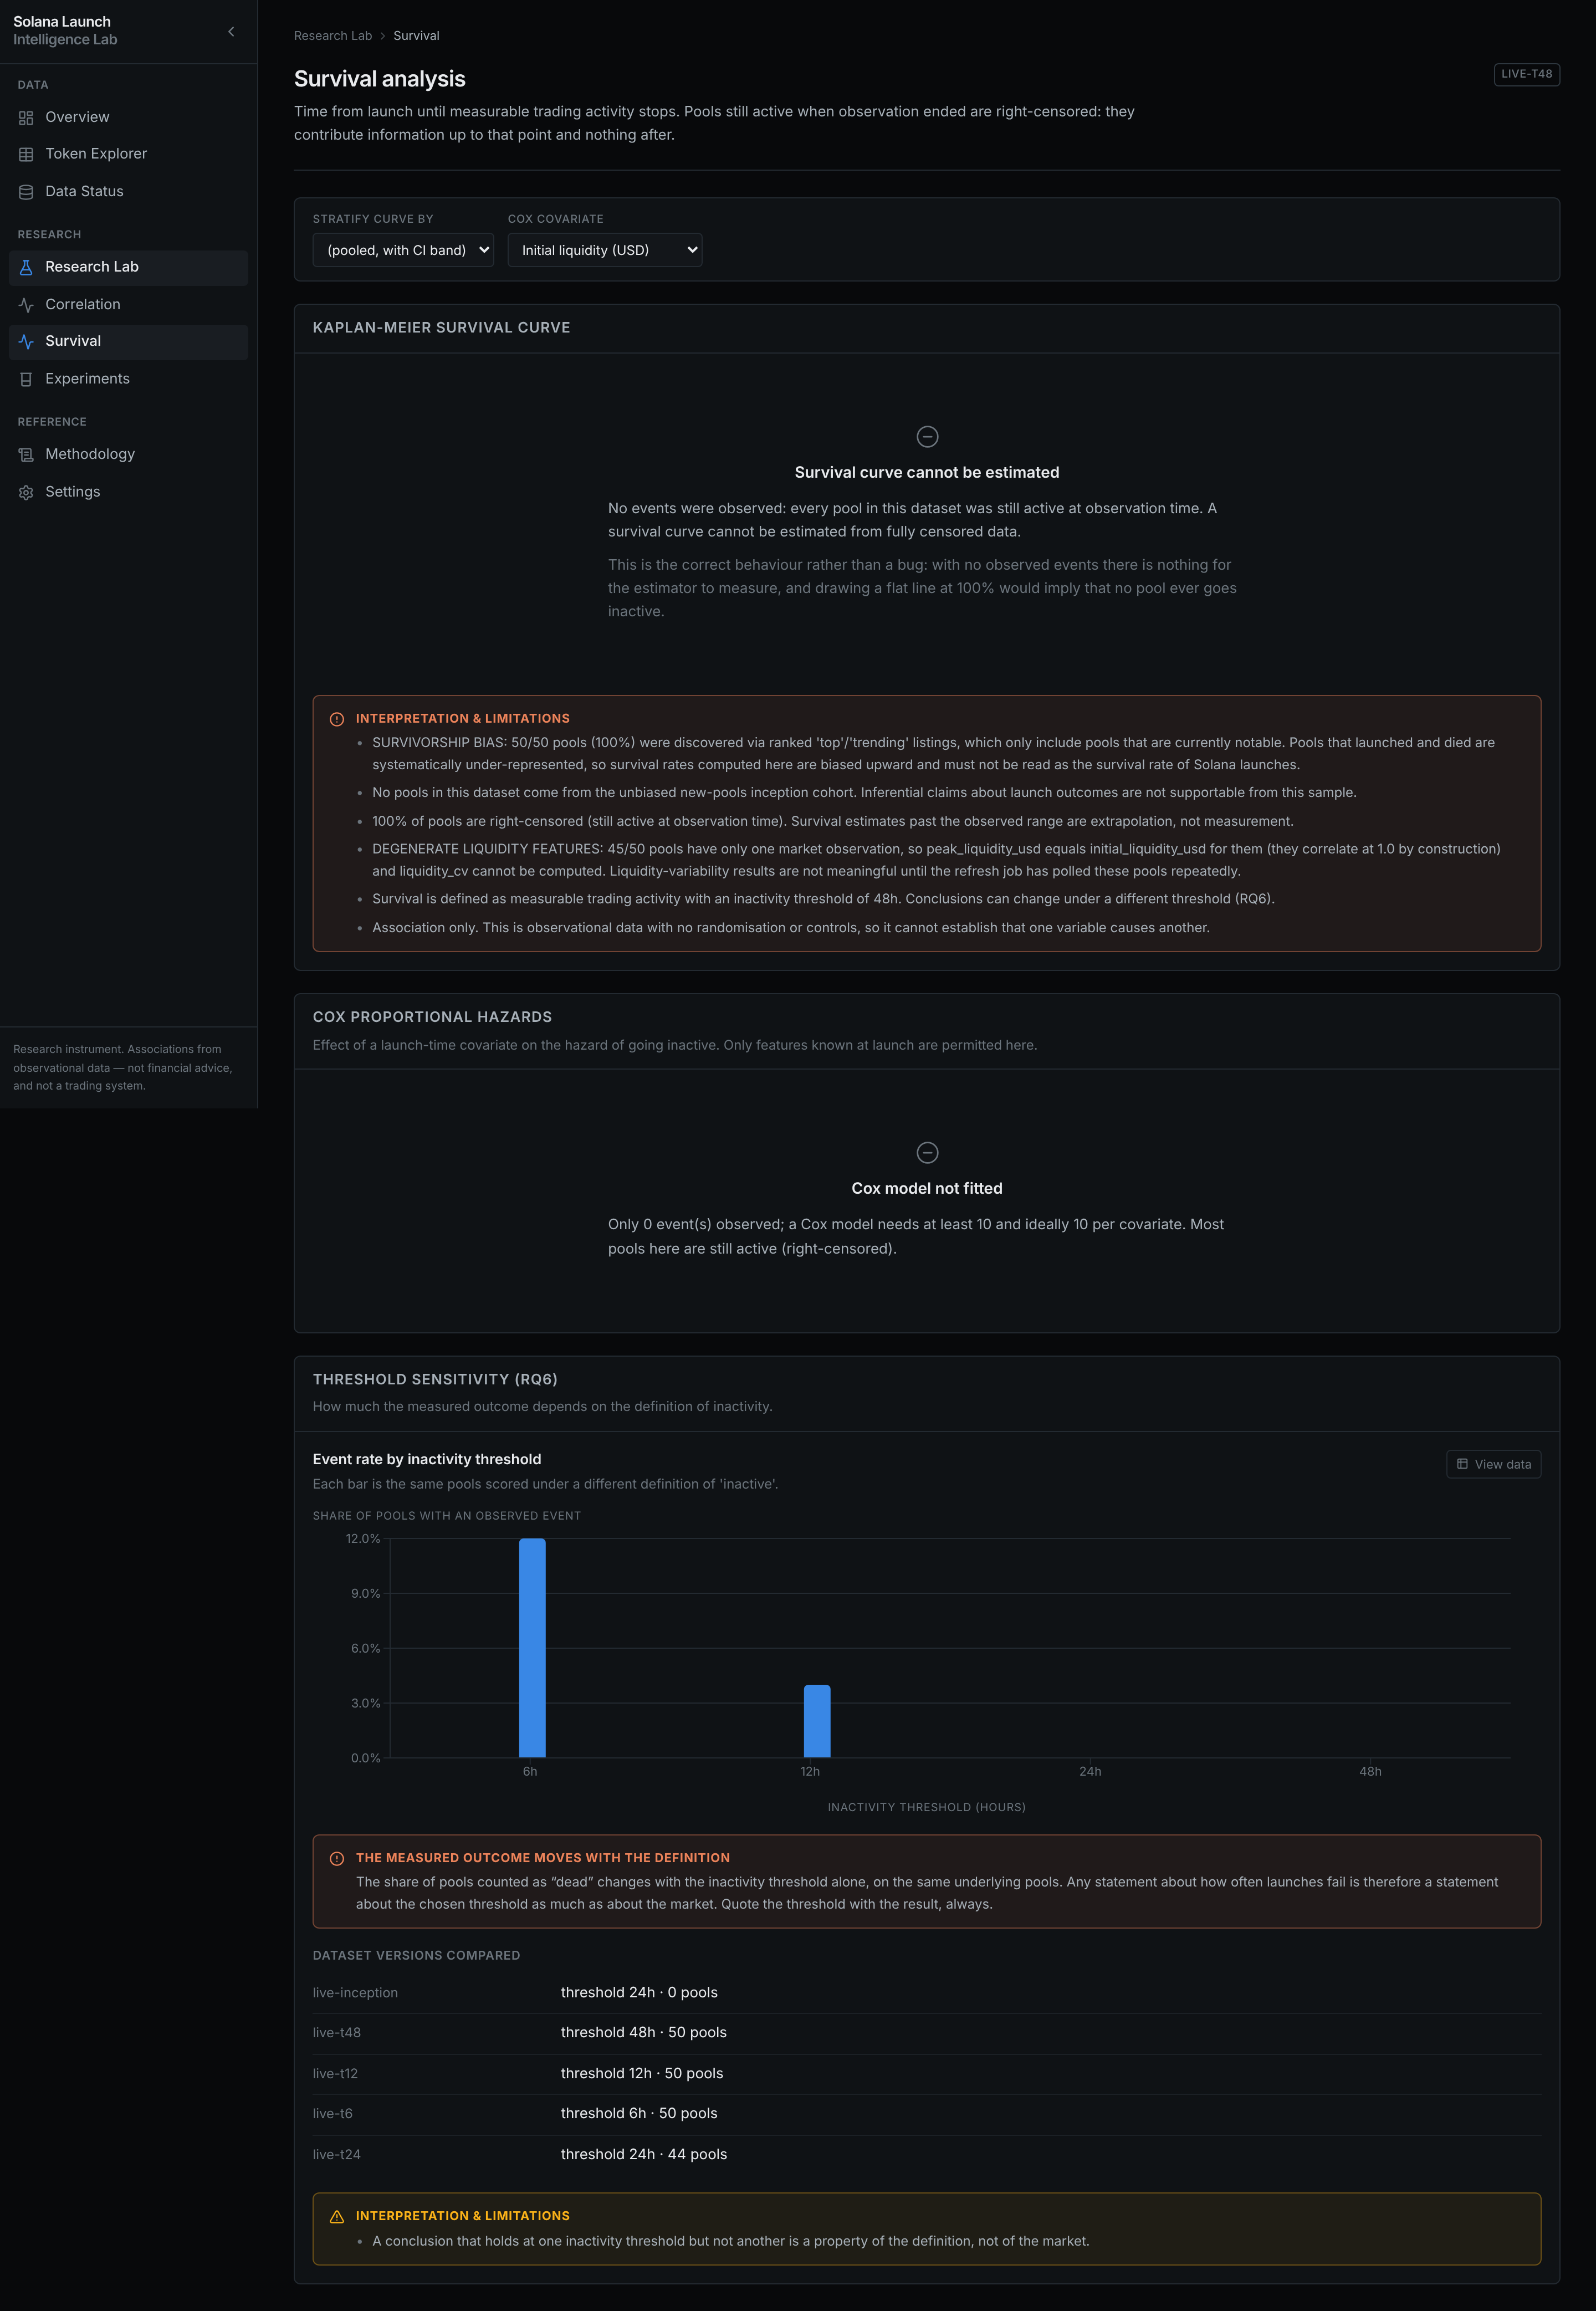 Solana Launch
Intelligence Lab
DATA
Overview
Token Explorer
Data Status
RESEARCH
Research Lab
Correlation
Survival
Experiments
REFERENCE
Methodology
Settings
Research instrument. Associations from
observational data — not financial advice,
and not a trading system.
Research Lab > Survival
Survival analysis
LIVE-T48
Time from launch until measurable trading activity stops. Pools still active when observation ended are right-censored: they
contribute information up to that point and nothing after.
STRATIFY CURVE BY
COX COVARIATE
(pooled, with CI band)
Initial liquidity (USD)
KAPLAN-MEIER SURVIVAL CURVE
Survival curve cannot be estimated
No events were observed: every pool in this dataset was still active at observation time. A
survival curve cannot be estimated from fully censored data.
This is the correct behaviour rather than a bug: with no observed events there is nothing for
the estimator to measure, and drawing a flat line at 100% would imply that no pool ever goes
inactive.
INTERPRETATION & LIMITATIONS
• SURVIVORSHIP BIAS: 50/50 pools (100%) were discovered via ranked 'top'/'trending' listings, which only include pools that are currently notable. Pools that launched and died are
systematically under-represented, so survival rates computed here are biased upward and must not be read as the survival rate of Solana launches.
• No pools in this dataset come from the unbiased new-pools inception cohort. Inferential claims about launch outcomes are not supportable from this sample.
• 100% of pools are right-censored (still active at observation time). Survival estimates past the observed range are extrapolation, not measurement.
• DEGENERATE LIQUIDITY FEATURES: 45/50 pools have only one market observation, so peak_liquidity_usd equals initial_liquidity_usd for them (they correlate at 1.0 by construction)
and liquidity_cv cannot be computed. Liquidity-variability results are not meaningful until the refresh job has polled these pools repeatedly.
• Survival is defined as measurable trading activity with an inactivity threshold of 48h. Conclusions can change under a different threshold (RQ6).
• Association only. This is observational data with no randomisation or controls, so it cannot establish that one variable causes another.
COX PROPORTIONAL HAZARDS
Effect of a launch-time covariate on the hazard of going inactive. Only features known at launch are permitted here.
Cox model not fitted
Only 0 event(s) observed; a Cox model needs at least 10 and ideally 10 per covariate. Most
pools here are still active (right-censored).
THRESHOLD SENSITIVITY (RQ6)
How much the measured outcome depends on the definition of inactivity.
Event rate by inactivity threshold
View data
Each bar is the same pools scored under a different definition of 'inactive'.
SHARE OF POOLS WITH AN OBSERVED EVENT
12.0%
9.0%
6.0%
3.0%
0.0%
6h
12h
24h
48h
INACTIVITY THRESHOLD (HOURS)
THE MEASURED OUTCOME MOVES WITH THE DEFINITION
The share of pools counted as “dead” changes with the inactivity threshold alone, on the same underlying pools. Any statement about how often launches fail is therefore a statement
about the chosen threshold as much as about the market. Quote the threshold with the result, always.
DATASET VERSIONS COMPARED
live-inception threshold 24h · 0 pools
live-t48 threshold 48h · 50 pools
live-t12 threshold 12h · 50 pools
live-t6 threshold 6h · 50 pools
live-t24 threshold 24h · 44 pools
INTERPRETATION & LIMITATIONS
• A conclusion that holds at one inactivity threshold but not another is a property of the definition, not of the market.